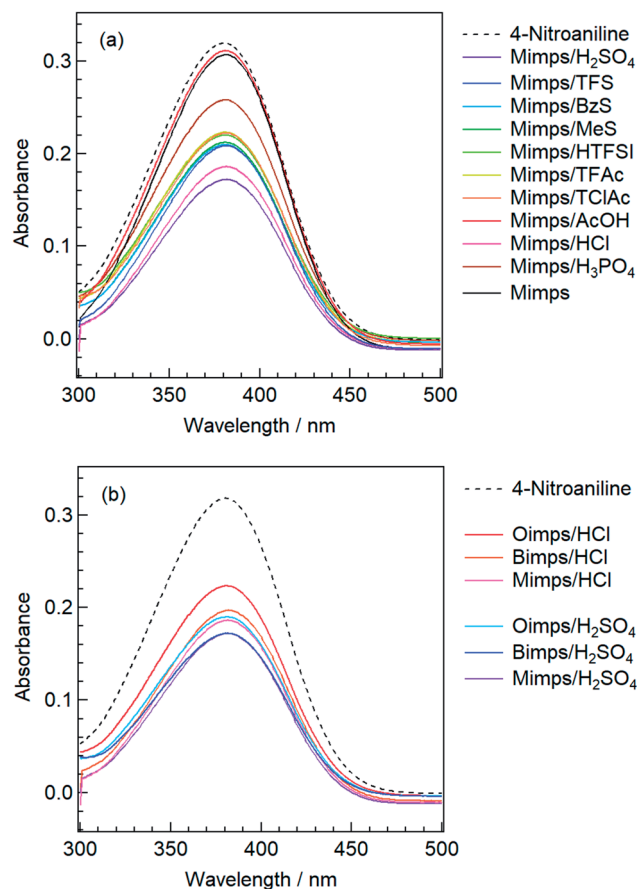 (a)
0.3
0.2
0.1
0.0
Absorbance
300
350
400
450
500
Wavelength / nm
4-Nitroaniline
Mimps/H₂SO₄
Mimps/TFS
Mimps/BzS
Mimps/MeS
Mimps/HTFSI
Mimps/TFAc
Mimps/TClAc
Mimps/AcOH
Mimps/HCl
Mimps/H₃PO₄
Mimps
(b)
0.3
0.2
0.1
0.0
Absorbance
300
350
400
450
500
Wavelength / nm
4-Nitroaniline
Oimps/HCl
Bimps/HCl
Mimps/HCl
Oimps/H₂SO₄
Bimps/H₂SO₄
Mimps/H₂SO₄